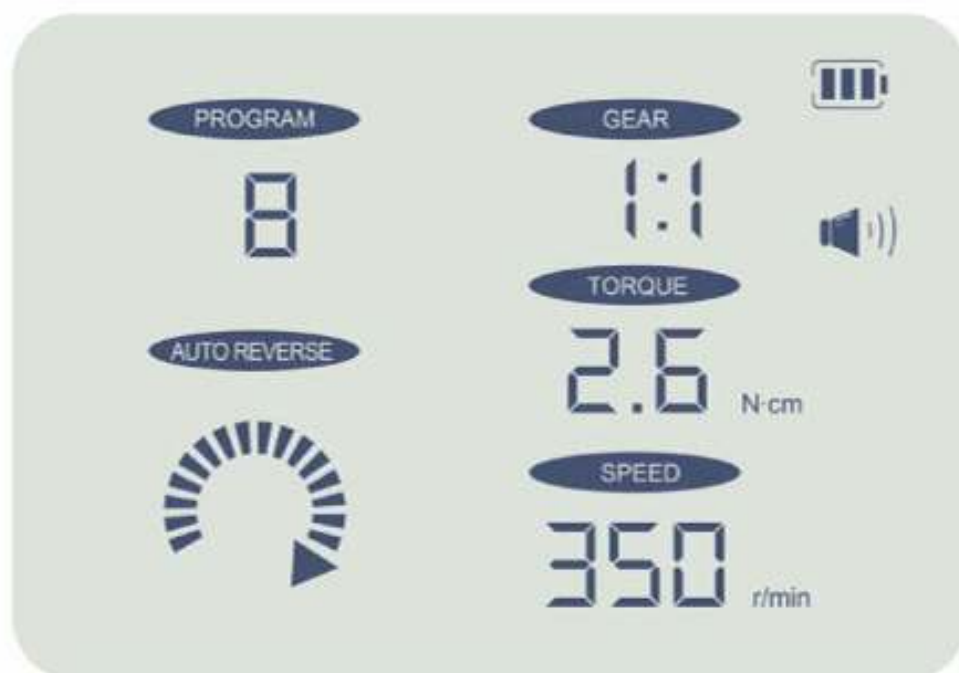 PROGRAM
8
AUTO REVERSE
GEAR
1:1
TORQUE
2.6 N·cm
SPEED
350 r/min